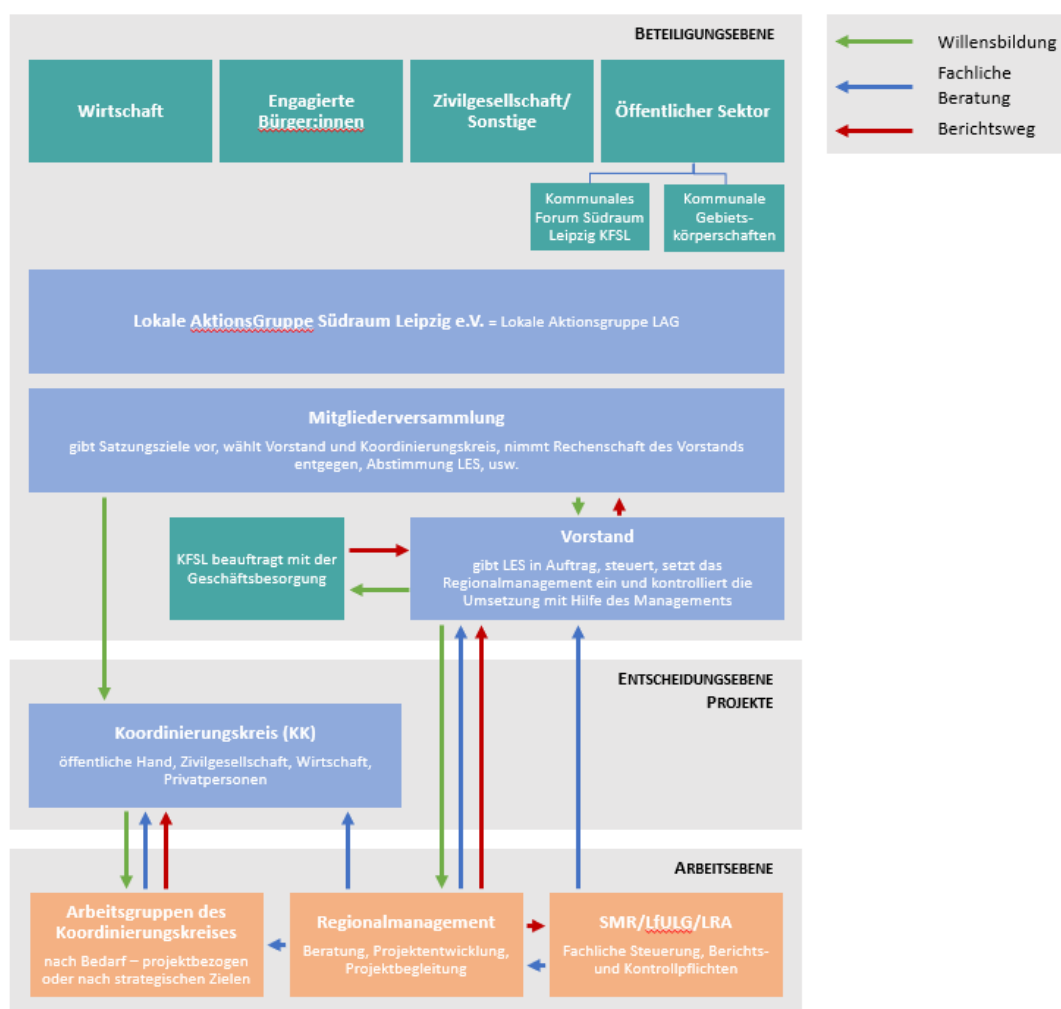 BETEILIGUNGSEBENE
Wirtschaft
Engagierte
Bürger:innen
Zivilgesellschaft/
Sonstige
Öffentlicher Sektor
Kommunales
Forum Südraum
Leipzig KFSL
Kommunale
Gebiets-
körperschaften
Lokale AktionsGruppe Südraum Leipzig e.V. = Lokale Aktionsgruppe LAG
Mitgliederversammlung
gibt Satzungsziele vor, wählt Vorstand und Koordinierungskreis, nimmt Rechenschaft des Vorstands
entgegen, Abstimmung LES, usw.
KFSL beauftragt mit der
Geschäftsbesorgung
Vorstand
gibt LES in Auftrag, steuert, setzt das
Regionalmanagement ein und kontrolliert die
Umsetzung mit Hilfe des Managements
ENTSCHEIDUNGSEBENE
PROJEKTE
Koordinierungskreis (KK)
öffentliche Hand, Zivilgesellschaft, Wirtschaft,
Privatpersonen
ARBEITSEBENE
Arbeitsgruppen des
Koordinierungskreises
nach Bedarf – projektbezogen
oder nach strategischen Zielen
Regionalmanagement
Beratung, Projektentwicklung,
Projektbegleitung
SMR/LfULG/LRA
Fachliche Steuerung, Berichts-
und Kontrollpflichten
Willensbildung
Fachliche
Beratung
Berichtsweg